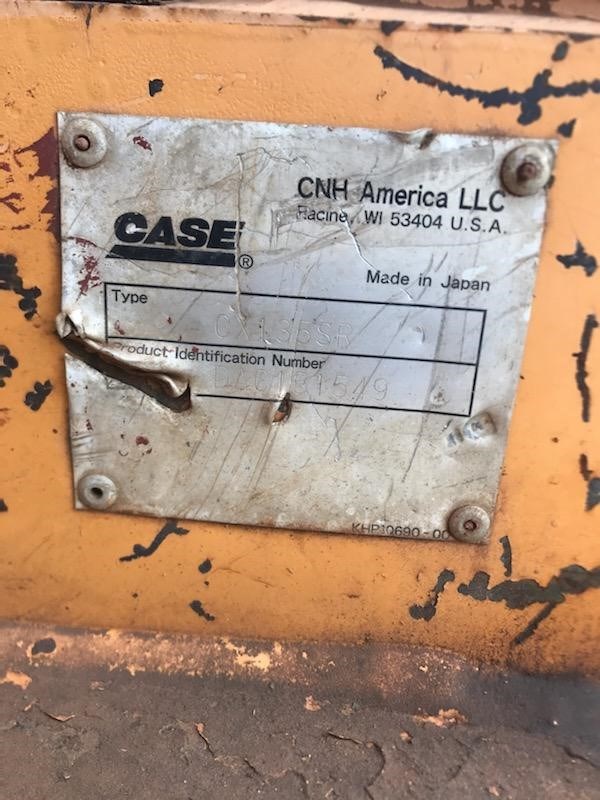 CNH America LLC
Racine, WI 53404 U.S.A.
CASE®
Made in Japan
Type
CX135SR
Product Identification Number
KHP10690-00